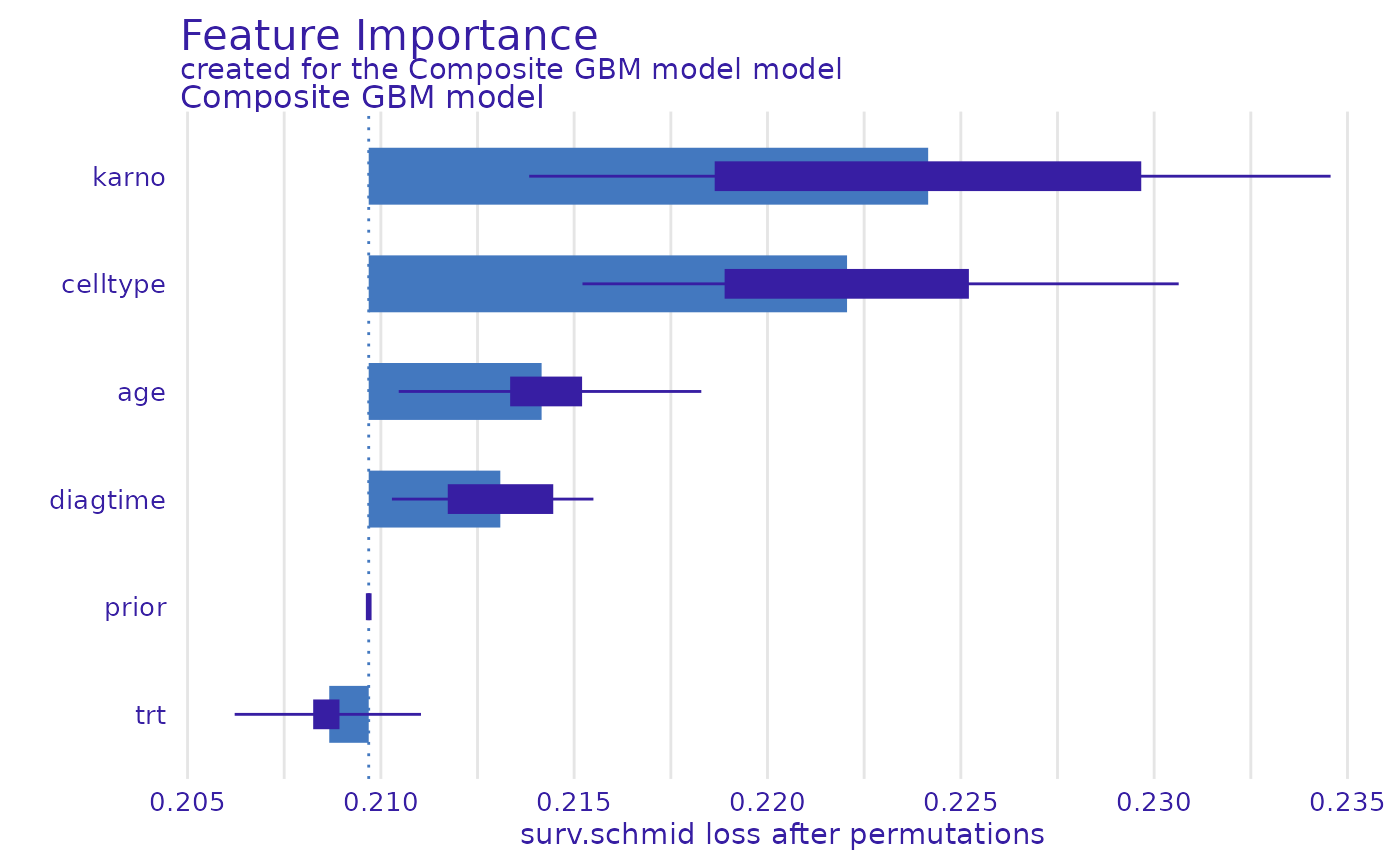 Feature Importance
created for the Composite GBM model model
Composite GBM model
karno
celltype
age
diagtime
prior
trt
0.205 0.210 0.215 0.220 0.225 0.230 0.235
surv.schmid loss after permutations